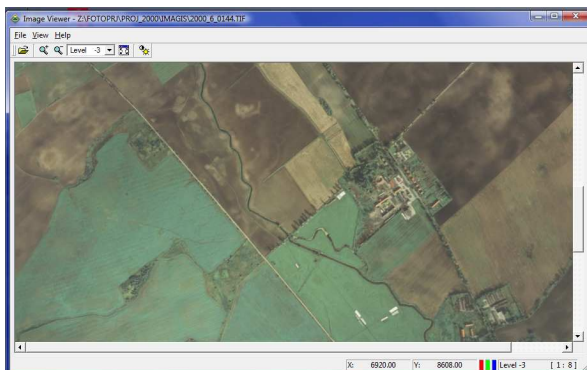 Image Viewer - Z:\FOTOPRJ\PROJ_2000\IMAGIS\2000_6_0144.TIF
File View Help
Level -3
X: 6920.00 Y: 8608.00 Level -3 [ 1 : 8 ]